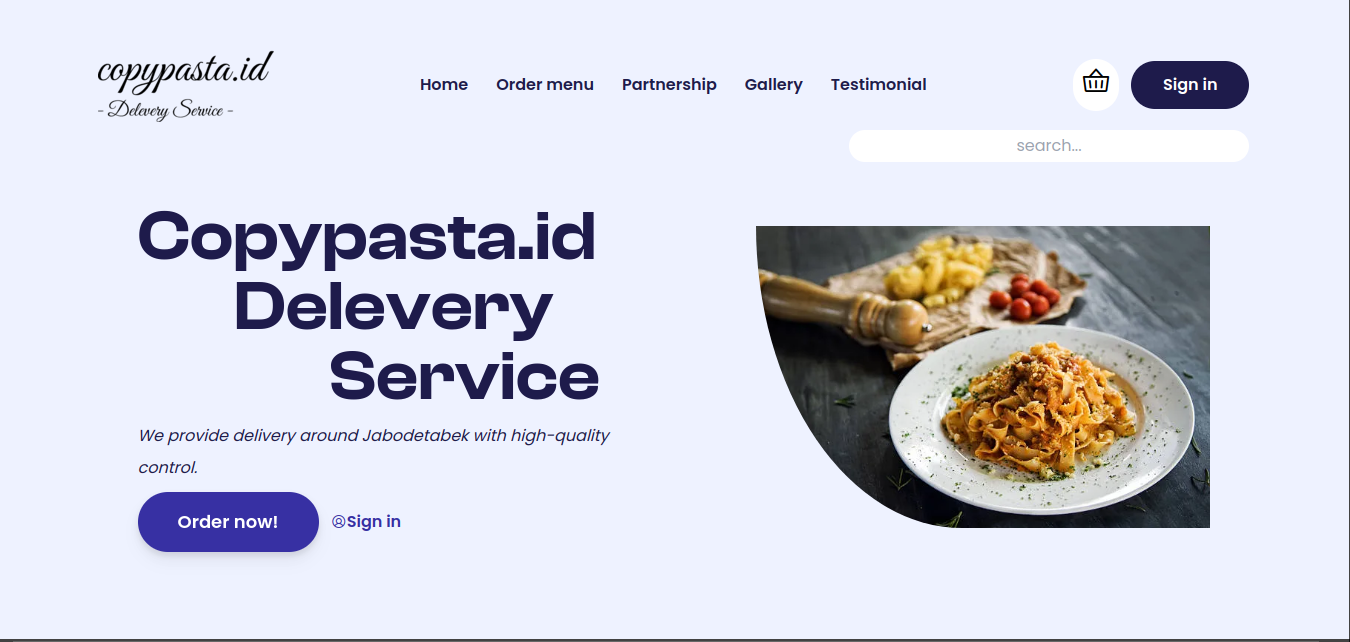 copypasta.id
- Delevery Service -
Home Order menu Partnership Gallery Testimonial
Sign in
search...
Copypasta.id
Delevery
Service
We provide delivery around Jabodetabek with high-quality
control.
Order now! Sign in